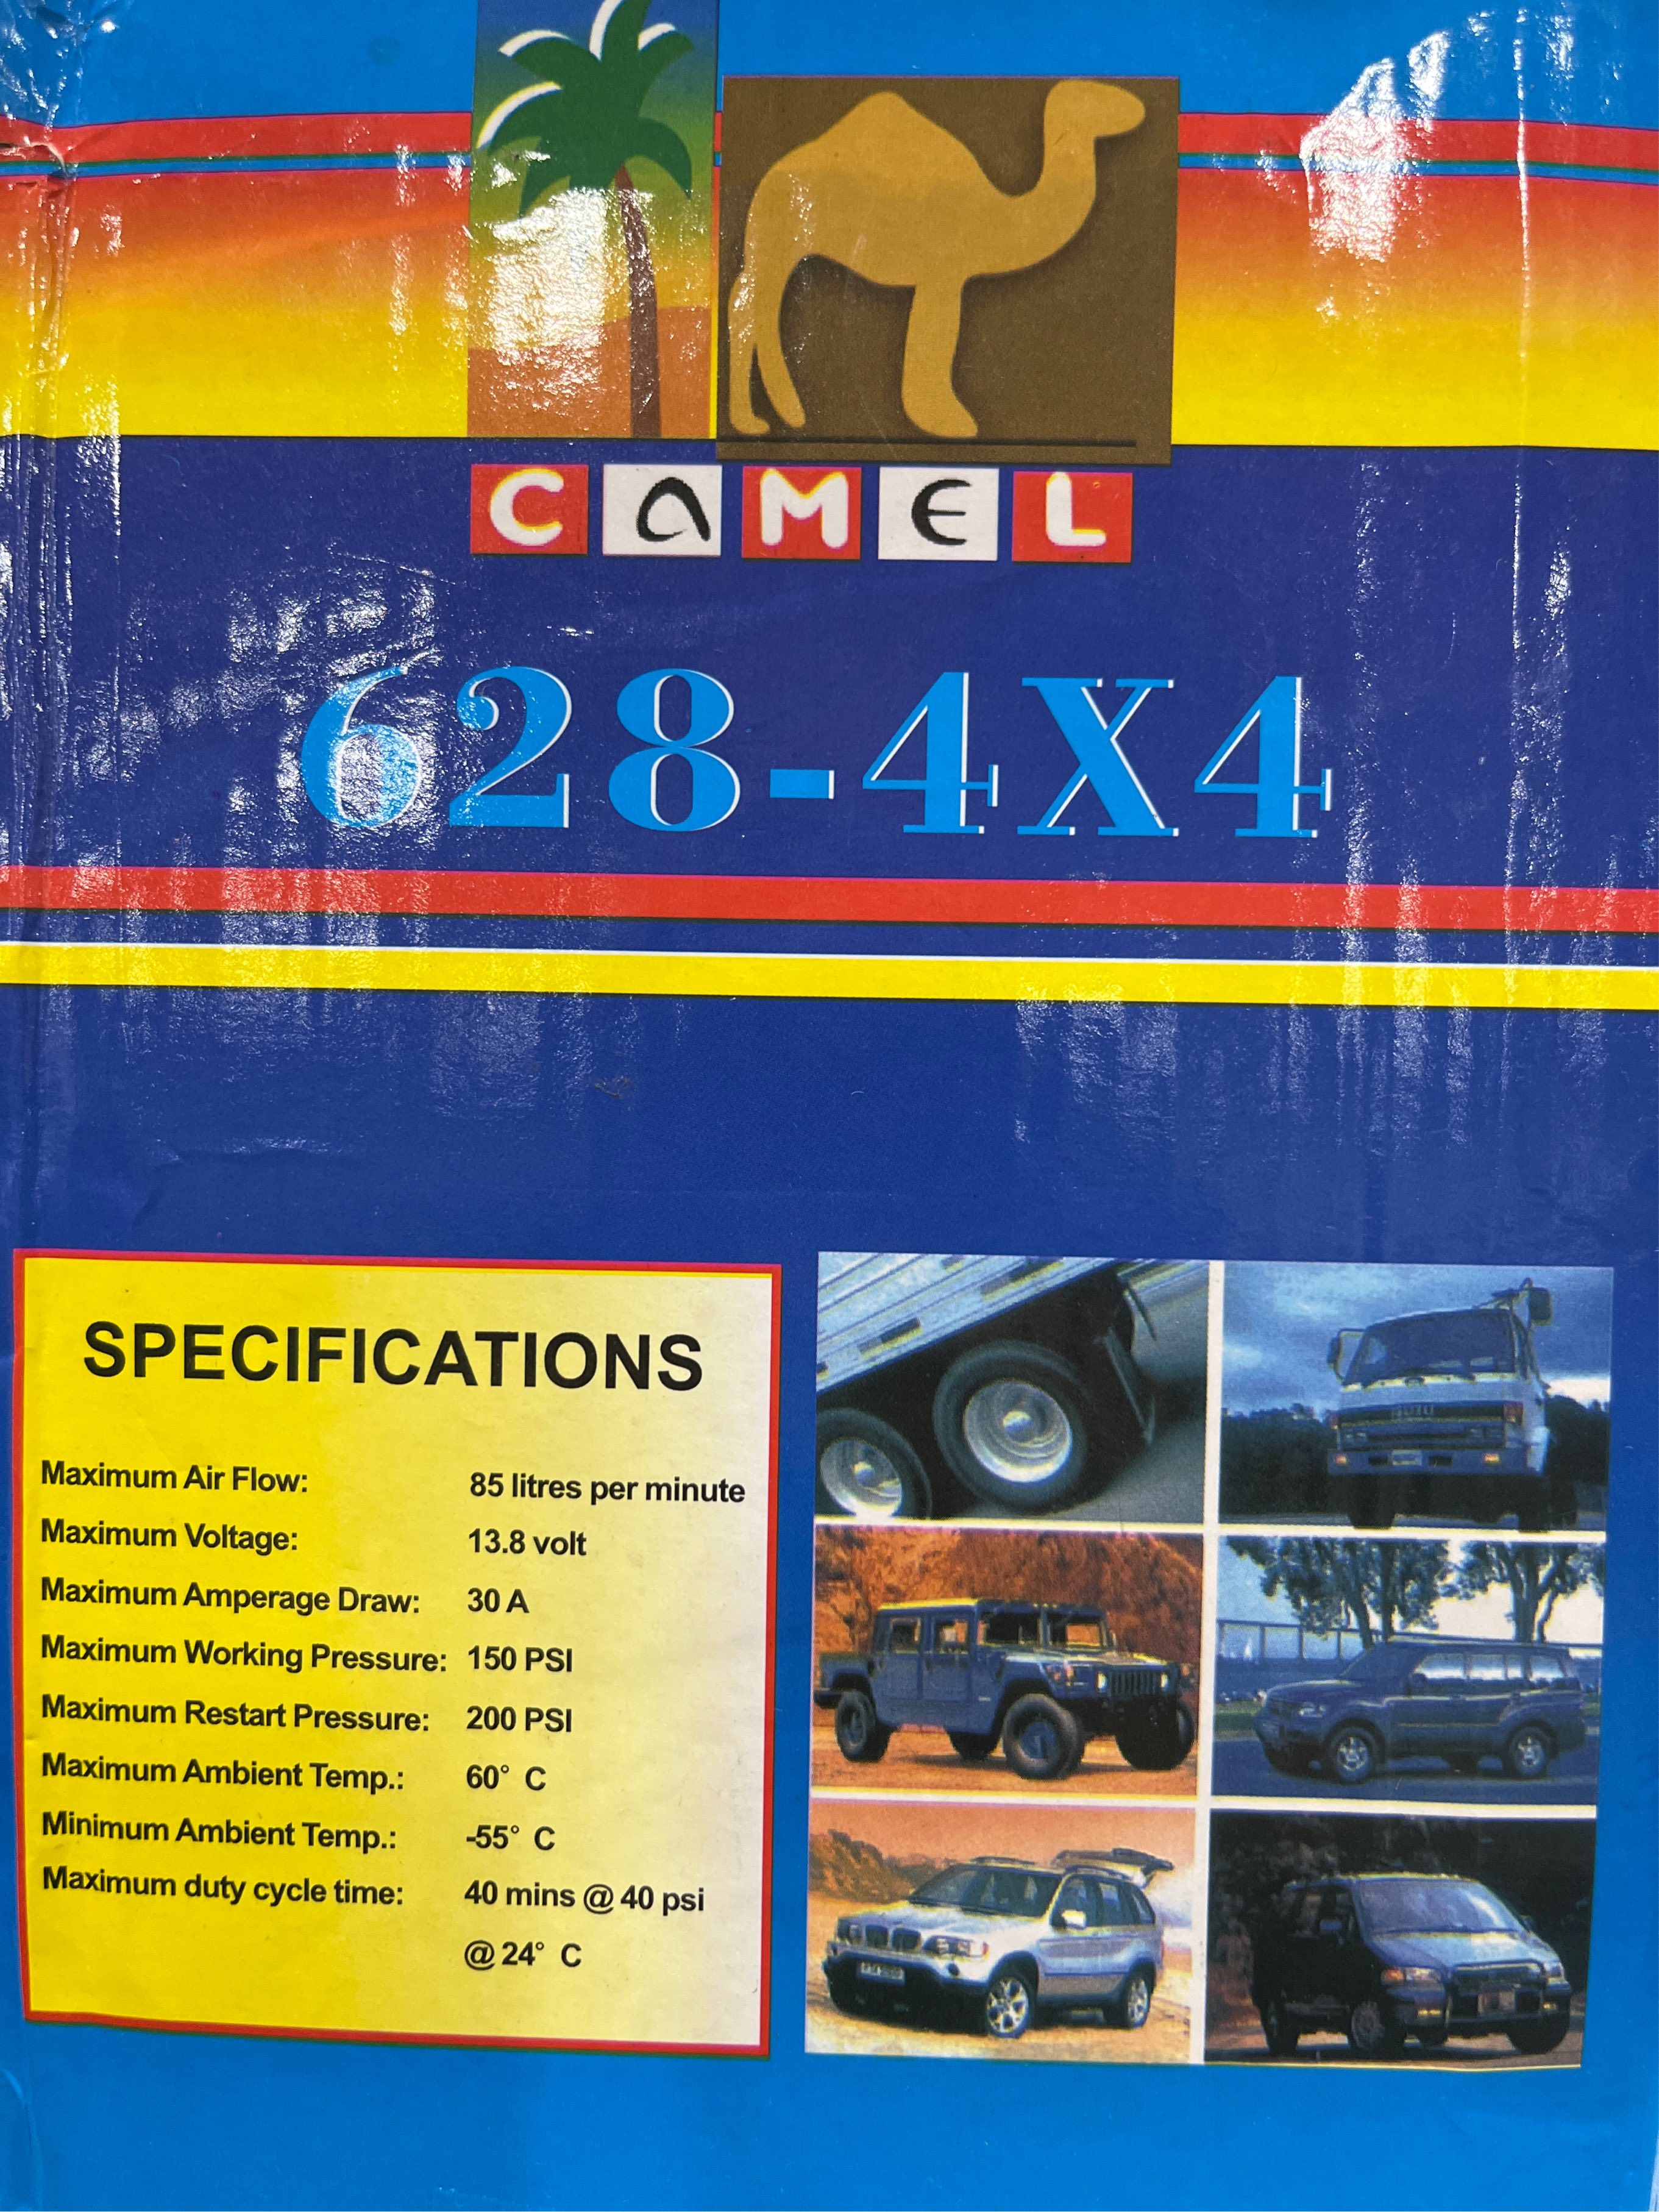 CAMEL
628-4X4
SPECIFICATIONS
Maximum Air Flow: 85 litres per minute
Maximum Voltage: 13.8 volt
Maximum Amperage Draw: 30 A
Maximum Working Pressure: 150 PSI
Maximum Restart Pressure: 200 PSI
Maximum Ambient Temp.: 60° C
Minimum Ambient Temp.: -55° C
Maximum duty cycle time: 40 mins @ 40 psi
@ 24° C